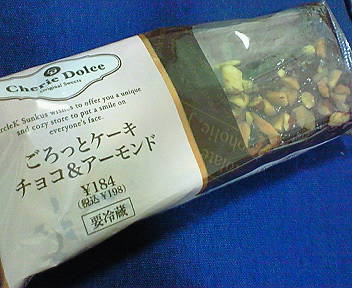 Cherie Dolce
Original Sweets
CircleK Sunkus wishes to offer you a unique
and cozy store to put a smile on
everyone's face.
ごろっとケーキ
チョコ&アーモンド
¥184
(税込¥198)
要冷蔵